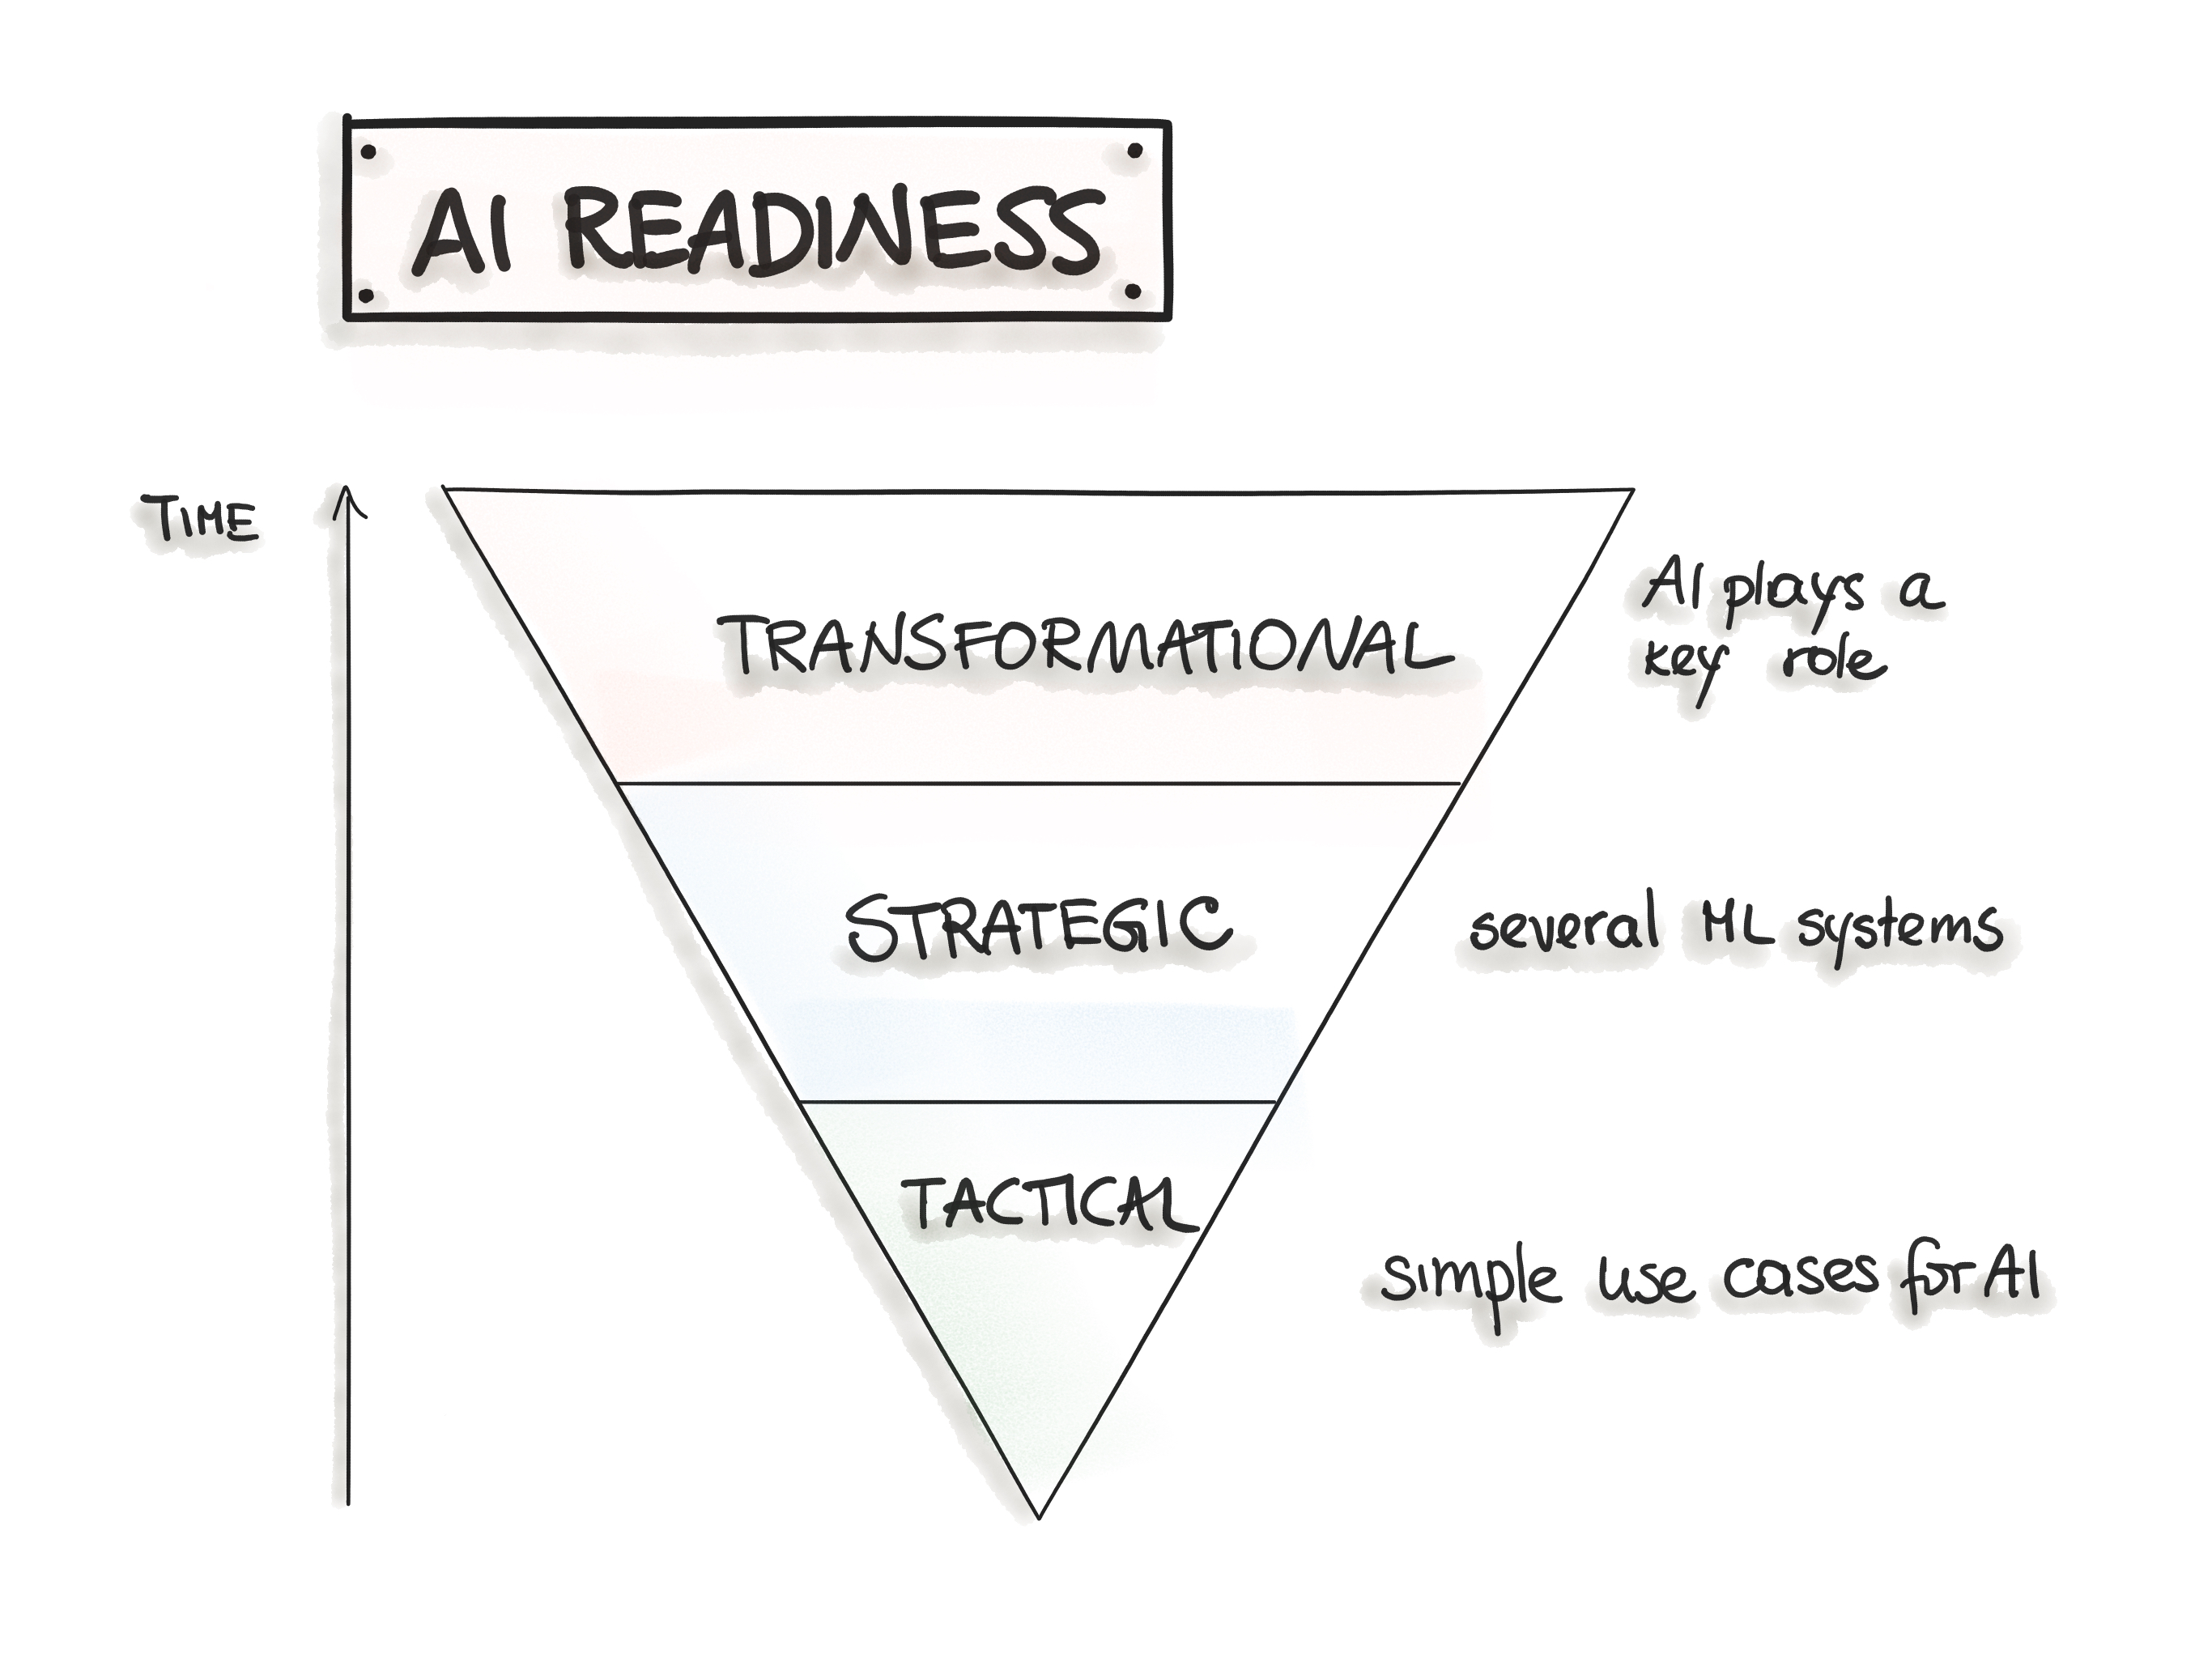 AI READINESS
TIME
TRANSFORMATIONAL
AI plays a
key role
STRATEGIC
several ML systems
TACTICAL
simple use cases for AI